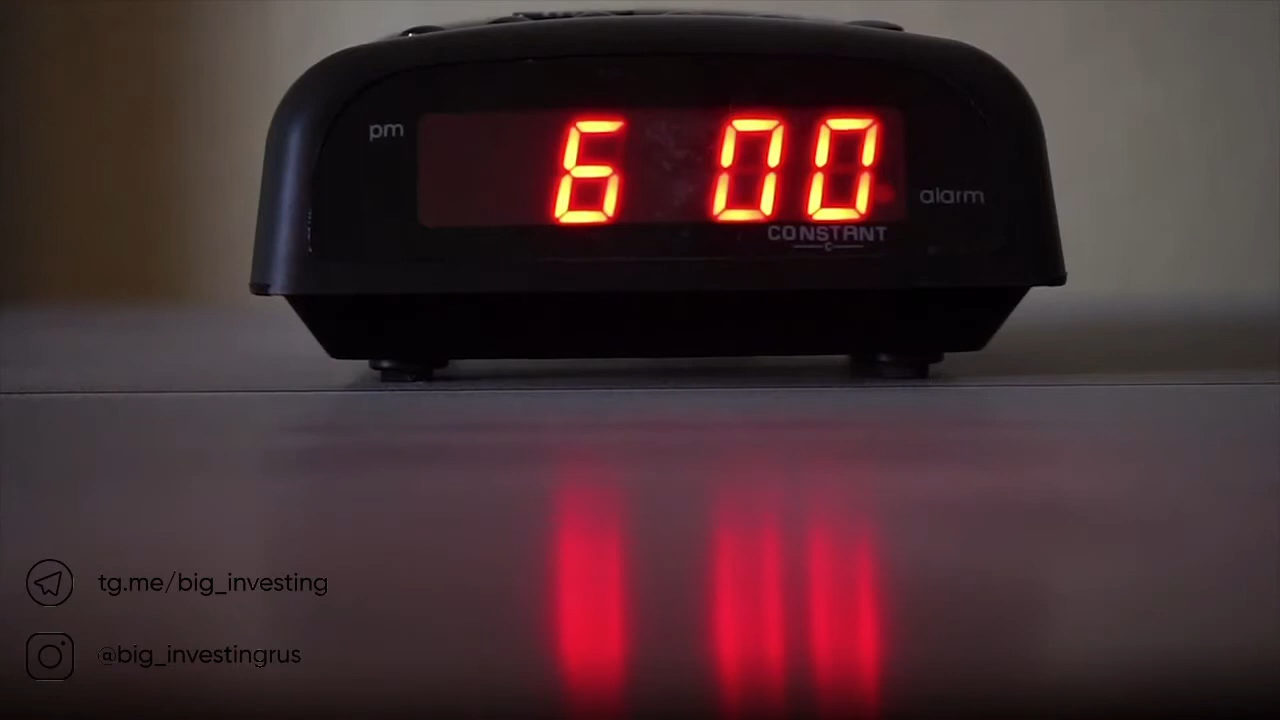 pm
6 00
alarm
CONSTANT
tg.me/big_investing
@big_investingrus